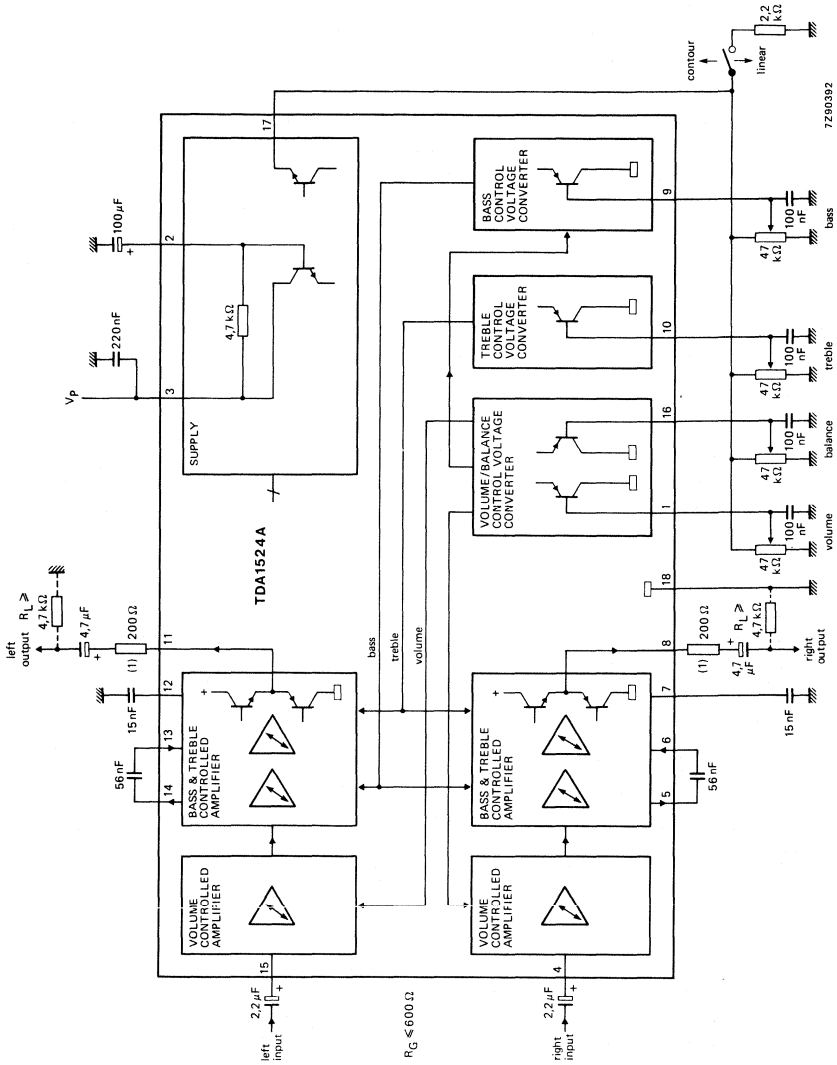 left
input
2,2 µF
+
R_G ≤ 600 Ω
right
input
2,2 µF
+
15
VOLUME
CONTROLLED
AMPLIFIER
4
VOLUME
CONTROLLED
AMPLIFIER
14
56 nF
13
15 nF
12
BASS & TREBLE
CONTROLLED
AMPLIFIER
+
11
(1)
200 Ω
+
4,7 µF
left
output
R_L ≥
4,7 kΩ
5
56 nF
6
7
15 nF
BASS & TREBLE
CONTROLLED
AMPLIFIER
+
8
(1)
200 Ω
+
4,7
µF
R_L ≥
4,7 kΩ
right
output
18
bass
treble
volume
TDA1524A
SUPPLY
V_P
3
220 nF
4,7 kΩ
2
+
100 µF
17
VOLUME/BALANCE
CONTROL VOLTAGE
CONVERTER
1
16
TREBLE
CONTROL
VOLTAGE
CONVERTER
10
BASS
CONTROL
VOLTAGE
CONVERTER
9
47
kΩ
100
nF
volume
47
kΩ
100
nF
balance
47
kΩ
100
nF
treble
47
kΩ
100
nF
bass
contour
linear
2,2
kΩ
7Z90392